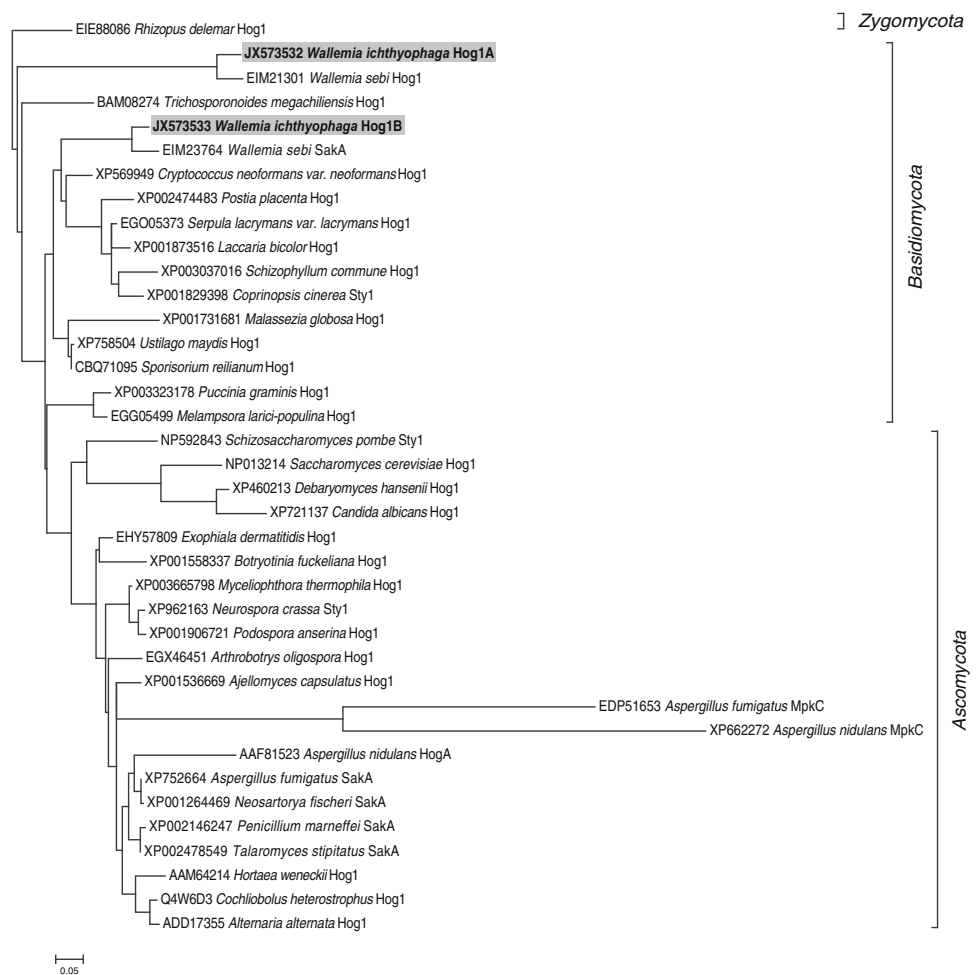 EIE88086 Rhizopus delemar Hog1
Zygomycota
JX573532 Wallemia ichthyophaga Hog1A
EIM21301 Wallemia sebi Hog1
BAM08274 Trichosporonoides megachiliensis Hog1
JX573533 Wallemia ichthyophaga Hog1B
EIM23764 Wallemia sebi SakA
XP569949 Cryptococcus neoformans var. neoformans Hog1
XP002474483 Postia placenta Hog1
EGO05373 Serpula lacrymans var. lacrymans Hog1
XP001873516 Laccaria bicolor Hog1
XP003037016 Schizophyllum commune Hog1
XP001829398 Coprinopsis cinerea Sty1
XP001731681 Malassezia globosa Hog1
XP758504 Ustilago maydis Hog1
CBQ71095 Sporisorium reilianum Hog1
XP003323178 Puccinia graminis Hog1
EGG05499 Melampsora larici-populina Hog1
Basidiomycota
NP592843 Schizosaccharomyces pombe Sty1
NP013214 Saccharomyces cerevisiae Hog1
XP460213 Debaryomyces hansenii Hog1
XP721137 Candida albicans Hog1
EHY57809 Exophiala dermatitidis Hog1
XP001558337 Botryotinia fuckeliana Hog1
XP003665798 Myceliophthora thermophila Hog1
XP962163 Neurospora crassa Sty1
XP001906721 Podospora anserina Hog1
EGX46451 Arthrobotrys oligospora Hog1
XP001536669 Ajellomyces capsulatus Hog1
EDP51653 Aspergillus fumigatus MpkC
XP662272 Aspergillus nidulans MpkC
AAF81523 Aspergillus nidulans HogA
XP752664 Aspergillus fumigatus SakA
XP001264469 Neosartorya fischeri SakA
XP002146247 Penicillium marneffei SakA
XP002478549 Talaromyces stipitatus SakA
AAM64214 Hortaea werneckii Hog1
Q4W6D3 Cochliobolus heterostrophus Hog1
ADD17355 Alternaria alternata Hog1
Ascomycota
0.05